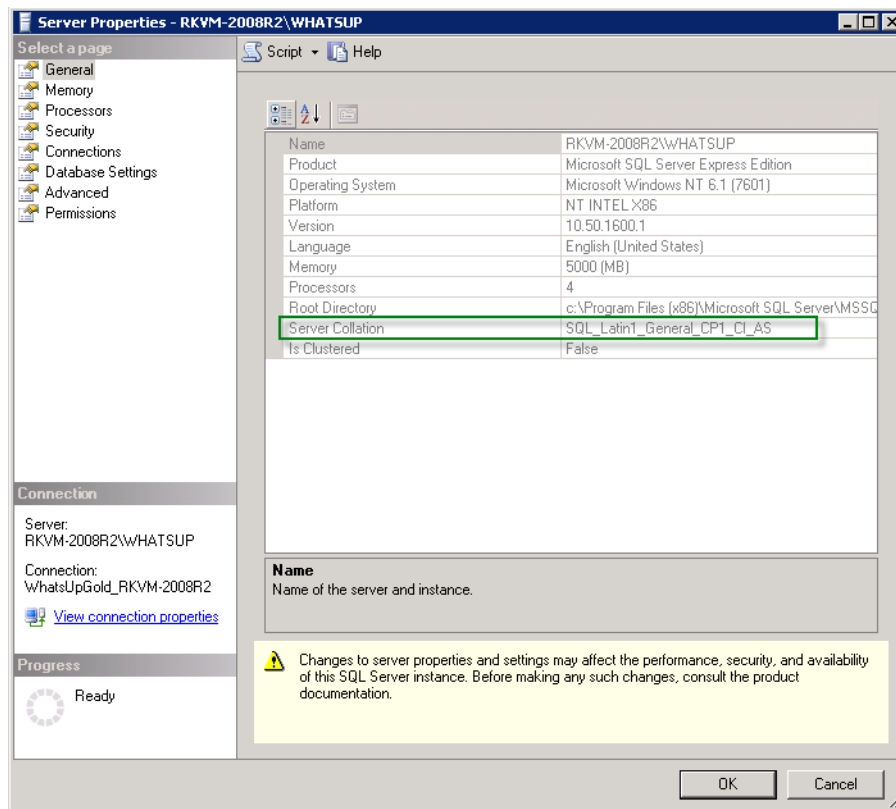 Server Properties - RKVM-2008R2\WHATSUP
Select a page
General
Memory
Processors
Security
Connections
Database Settings
Advanced
Permissions
Script Help
Name RKVM-2008R2\WHATSUP
Product Microsoft SQL Server Express Edition
Operating System Microsoft Windows NT 6.1 (7601)
Platform NT INTEL X86
Version 10.50.1600.1
Language English (United States)
Memory 5000 (MB)
Processors 4
Root Directory c:\Program Files (x86)\Microsoft SQL Server\MSSQ
Server Collation SQL_Latin1_General_CP1_CI_AS
Is Clustered False
Connection
Server:
RKVM-2008R2\WHATSUP
Connection:
WhatsUpGold_RKVM-2008R2
View connection properties
Progress
Ready
Name
Name of the server and instance.
Changes to server properties and settings may affect the performance, security, and availability
of this SQL Server instance. Before making any such changes, consult the product
documentation.
OK Cancel